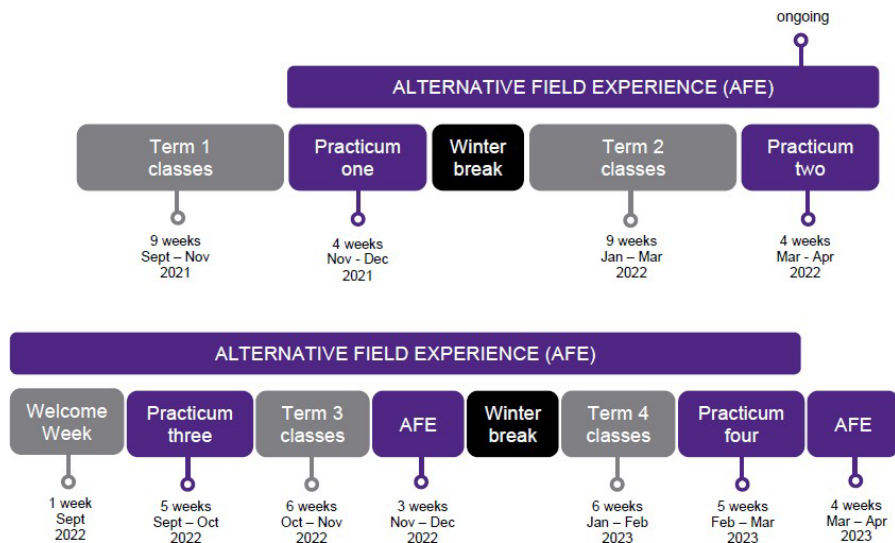 ongoing
ALTERNATIVE FIELD EXPERIENCE (AFE)
Term 1
classes
Practicum
one
Winter
break
Term 2
classes
Practicum
two
9 weeks
Sept – Nov
2021
4 weeks
Nov - Dec
2021
9 weeks
Jan – Mar
2022
4 weeks
Mar - Apr
2022
ALTERNATIVE FIELD EXPERIENCE (AFE)
Welcome
Week
Practicum
three
Term 3
classes
AFE
Winter
break
Term 4
classes
Practicum
four
AFE
1 week
Sept
2022
5 weeks
Sept – Oct
2022
6 weeks
Oct – Nov
2022
3 weeks
Nov – Dec
2022
6 weeks
Jan – Feb
2023
5 weeks
Feb – Mar
2023
4 weeks
Mar – Apr
2023